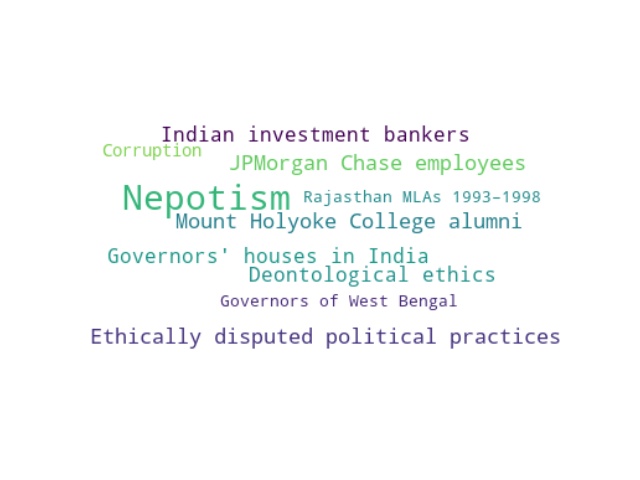 Indian investment bankers
Corruption
JPMorgan Chase employees
Nepotism
Rajasthan MLAs 1993–1998
Mount Holyoke College alumni
Governors' houses in India
Deontological ethics
Governors of West Bengal
Ethically disputed political practices